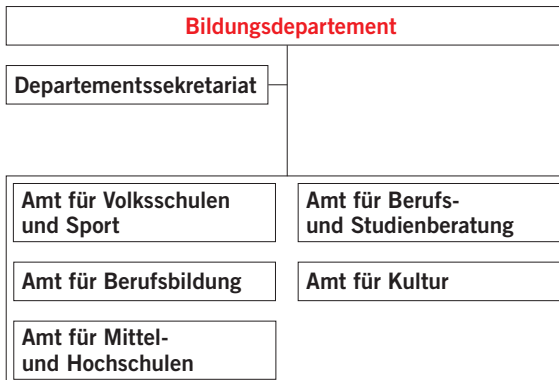 Bildungsdepartement
Departementssekretariat
Amt für Volksschulen
und Sport
Amt für Berufs-
und Studienberatung
Amt für Berufsbildung
Amt für Kultur
Amt für Mittel-
und Hochschulen